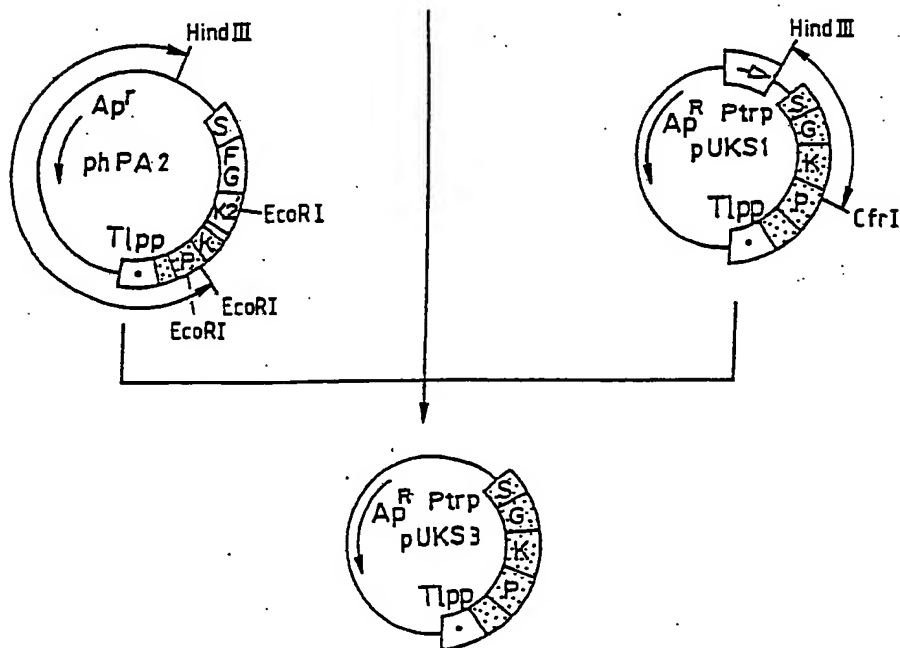 Hind III
Ap^r
phPA2
S
F
G
K2
EcoRI
K
P
Tlpp
EcoRI
EcoRI
Hind III
Ap^R Ptrp
pUKS1
S
G
K
P
CfrI
Tlpp
Ap^R Ptrp
pUKS3
S
G
K
P
Tlpp